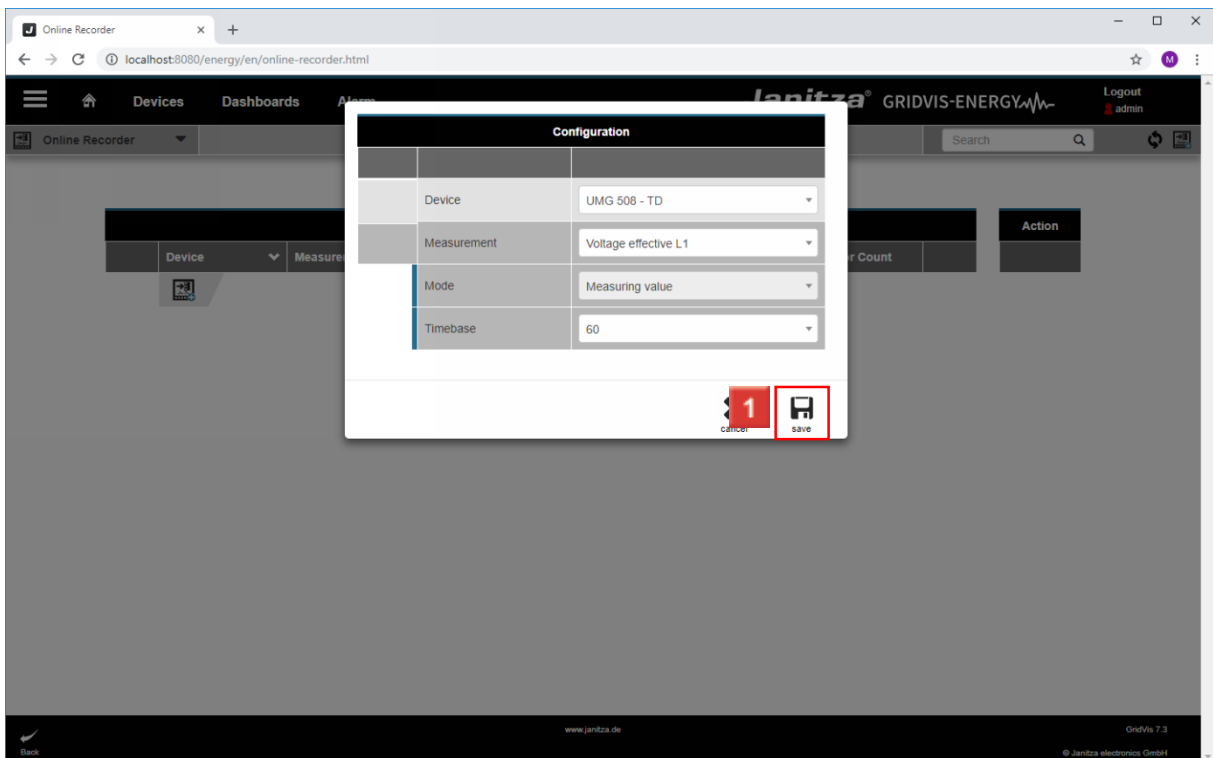 Online Recorder
localhost:8080/energy/en/online-recorder.html
M
Devices Dashboards Alarm
Janitza® GRIDVIS-ENERGY
Logout
admin
Online Recorder
Search
Configuration
Device UMG 508 - TD
Measurement Voltage effective L1
Mode Measuring value
Timebase 60
Action
Device
Count
1
cancel
save
Back
www.janitza.de
GridVis 7.3
© Janitza electronics GmbH